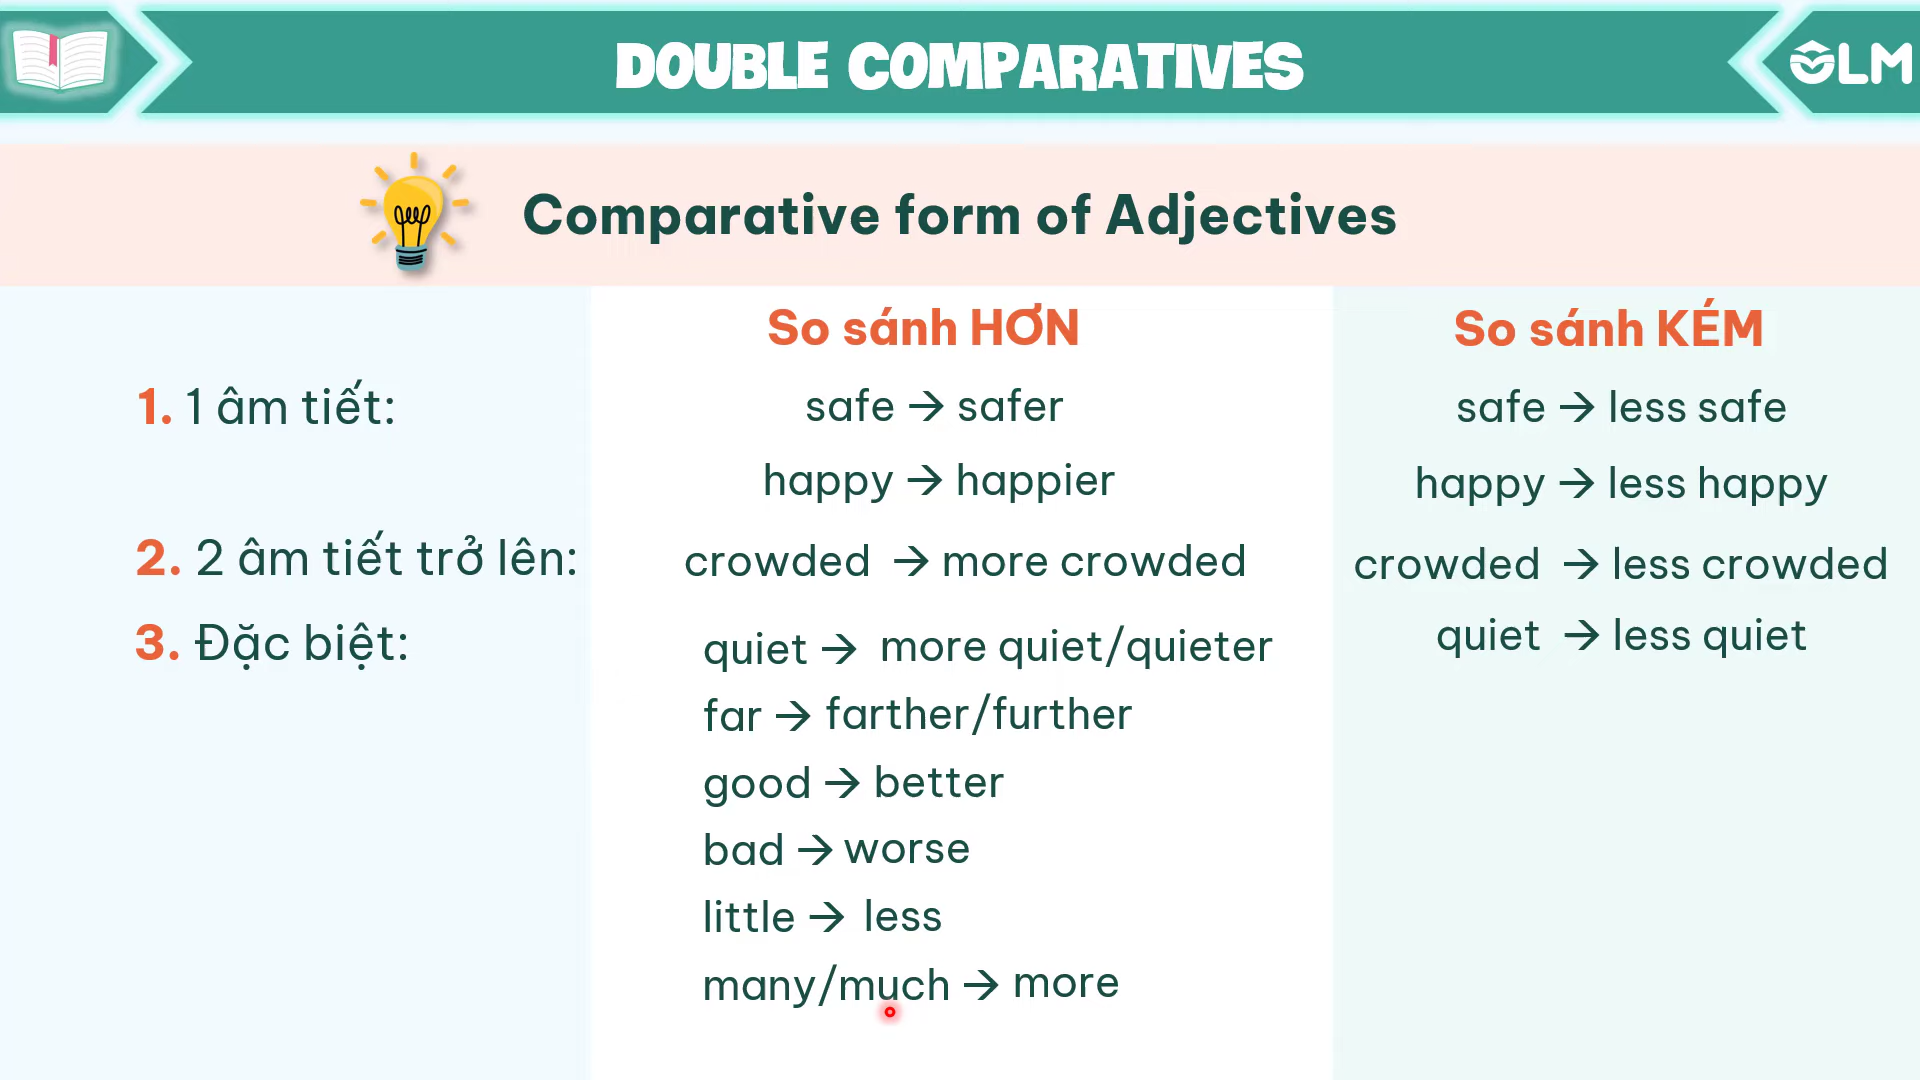 DOUBLE COMPARATIVES
OLM
Comparative form of Adjectives
So sánh HƠN
So sánh KÉM
1. 1 âm tiết:
safe → safer
safe → less safe
happy → happier
happy → less happy
2. 2 âm tiết trở lên:
crowded → more crowded
crowded → less crowded
3. Đặc biệt:
quiet → more quiet/quieter
quiet → less quiet
far → farther/further
good → better
bad → worse
little → less
many/much → more